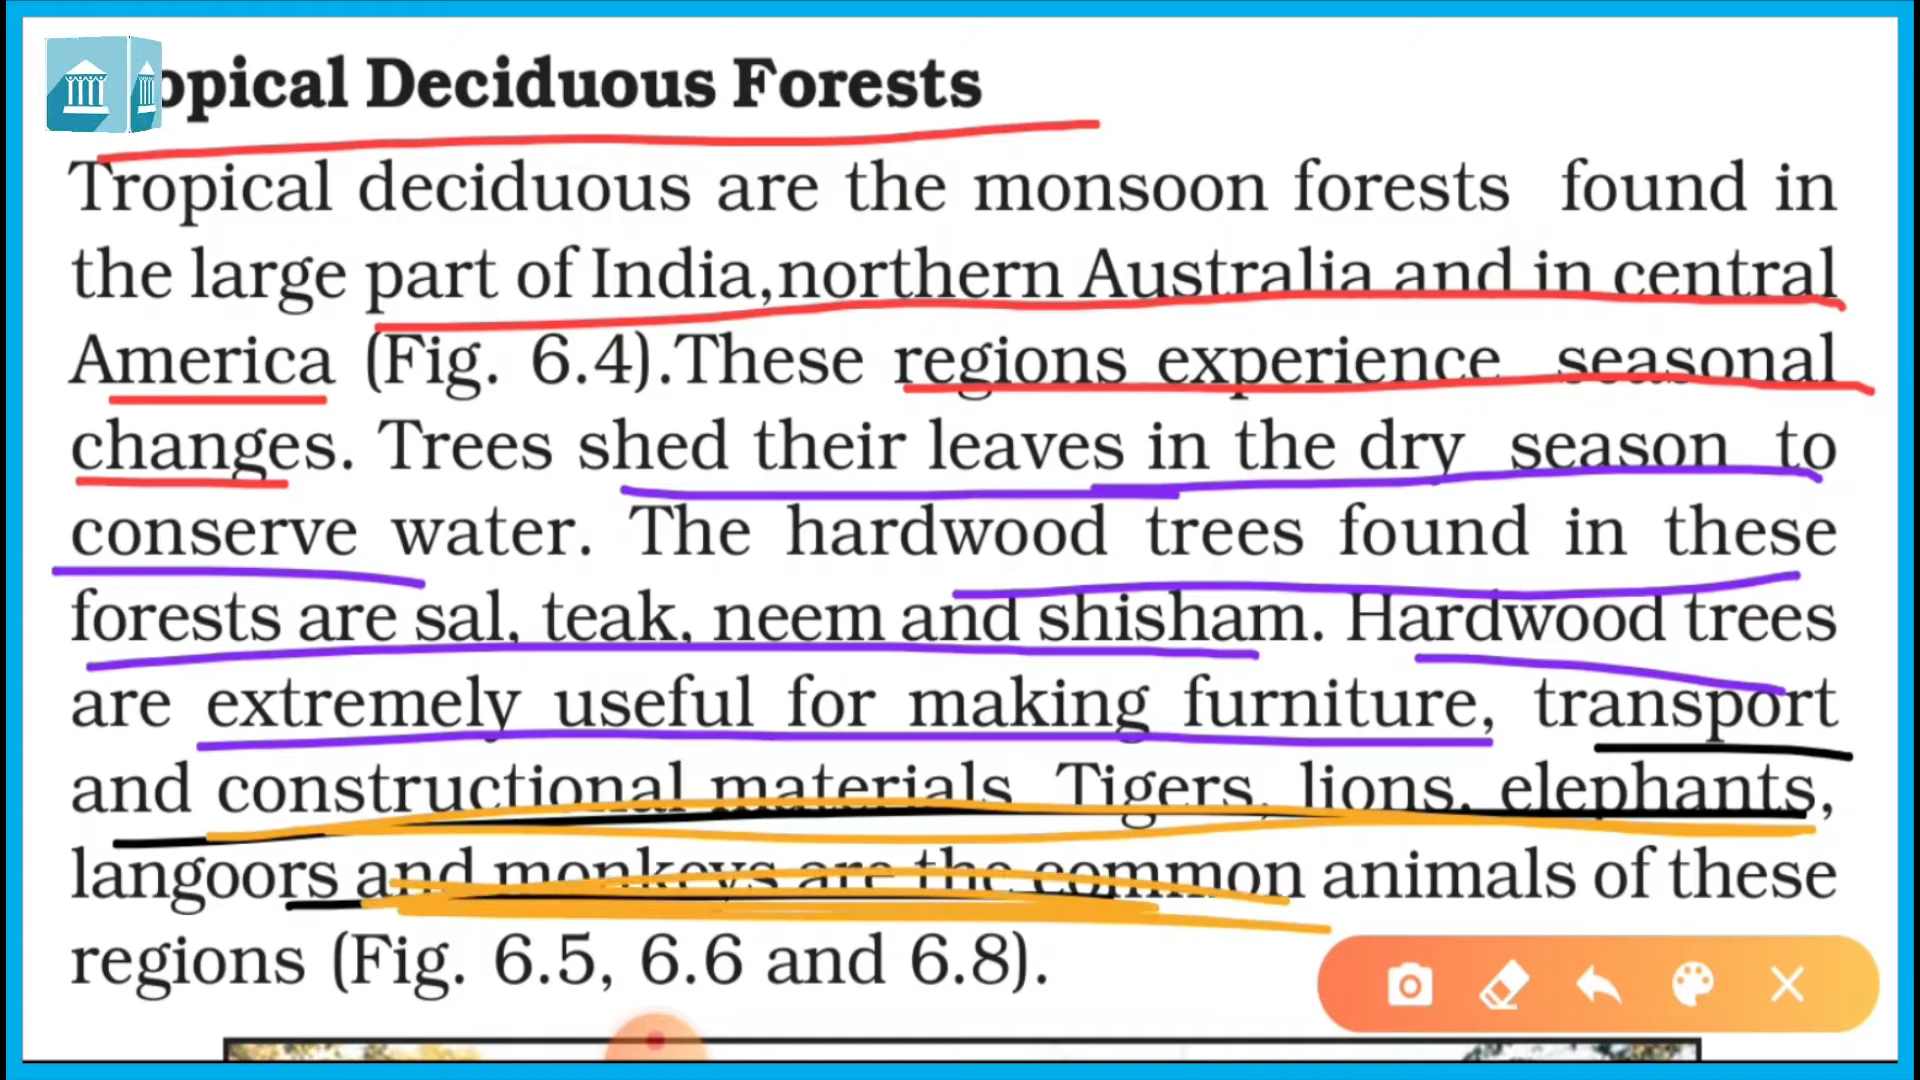 opical Deciduous Forests
Tropical deciduous are the monsoon forests found in
the large part of India,northern Australia and in central
America (Fig. 6.4).These regions experience seasonal
changes. Trees shed their leaves in the dry season to
conserve water. The hardwood trees found in these
forests are sal, teak, neem and shisham. Hardwood trees
are extremely useful for making furniture, transport
and constructional materials. Tigers, lions, elephants,
langoors and monkeys are the common animals of these
regions (Fig. 6.5, 6.6 and 6.8).